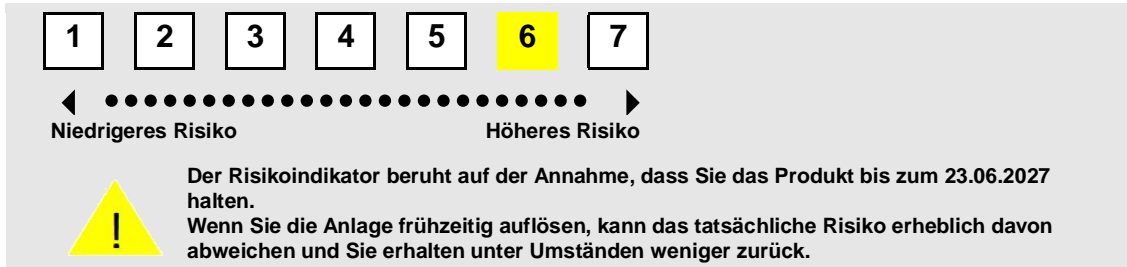 1 2 3 4 5 6 7
Niedrigeres Risiko Höheres Risiko
Der Risikoindikator beruht auf der Annahme, dass Sie das Produkt bis zum 23.06.2027
halten.
Wenn Sie die Anlage frühzeitig auflösen, kann das tatsächliche Risiko erheblich davon
abweichen und Sie erhalten unter Umständen weniger zurück.
!